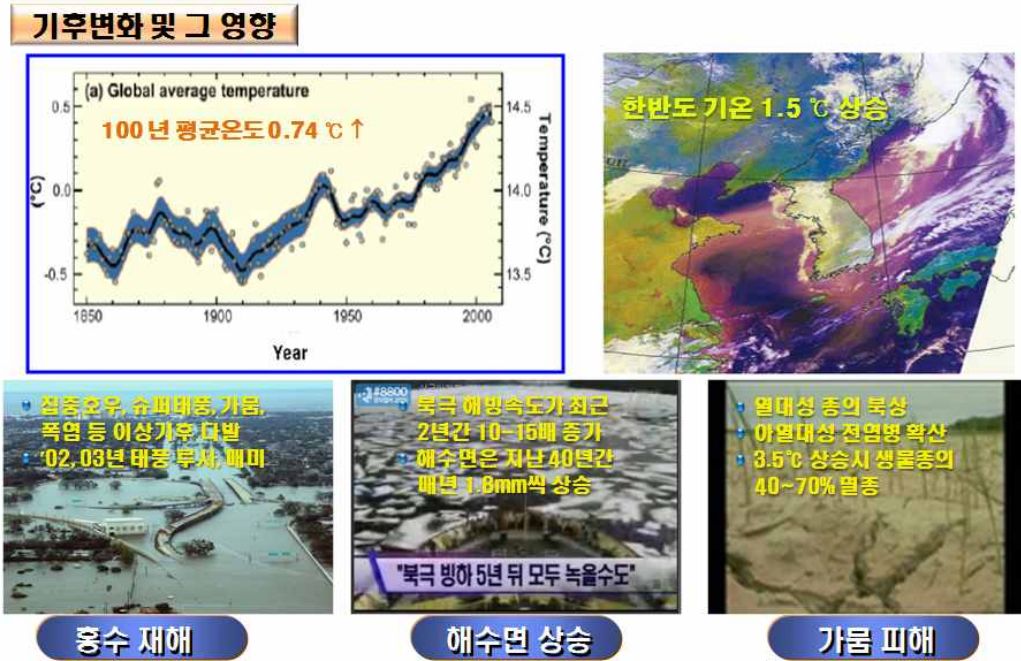 기후변화 및 그 영향
(a) Global average temperature
100년 평균온도 0.74 ℃ ↑
0.5
0.0
-0.5
(℃)
14.5
14.0
13.5
Temperature (℃)
1850
1900
1950
2000
Year
한반도 기온 1.5 ℃ 상승
집중호우, 슈퍼태풍, 가뭄,
폭염 등 이상기후 다발
'02, 03년 태풍 루사, 매미
홍수 재해
#8800
북극 해빙속도가 최근
2년간 10~15배 증가
해수면은 지난 40년간
매년 1.8mm씩 상승
"북극 빙하 5년 뒤 모두 녹을수도"
해수면 상승
열대성 종의 북상
아열대성 전염병 확산
3.5℃ 상승시 생물종의
40~70% 멸종
가뭄 피해